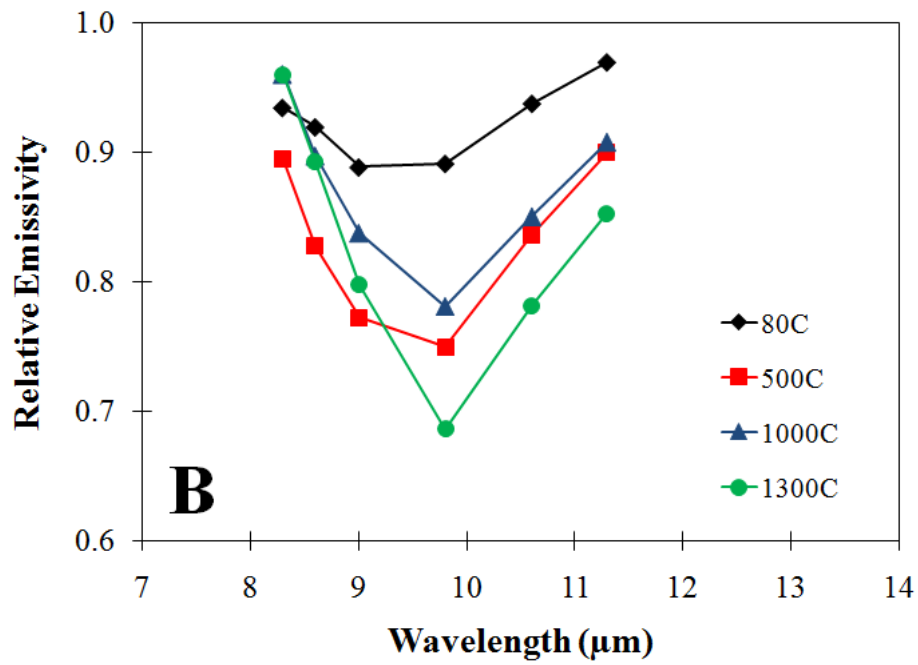 1.0
0.9
0.8
0.7
0.6
Relative Emissivity
80C
500C
1000C
1300C
B
7 8 9 10 11 12 13 14
Wavelength (µm)